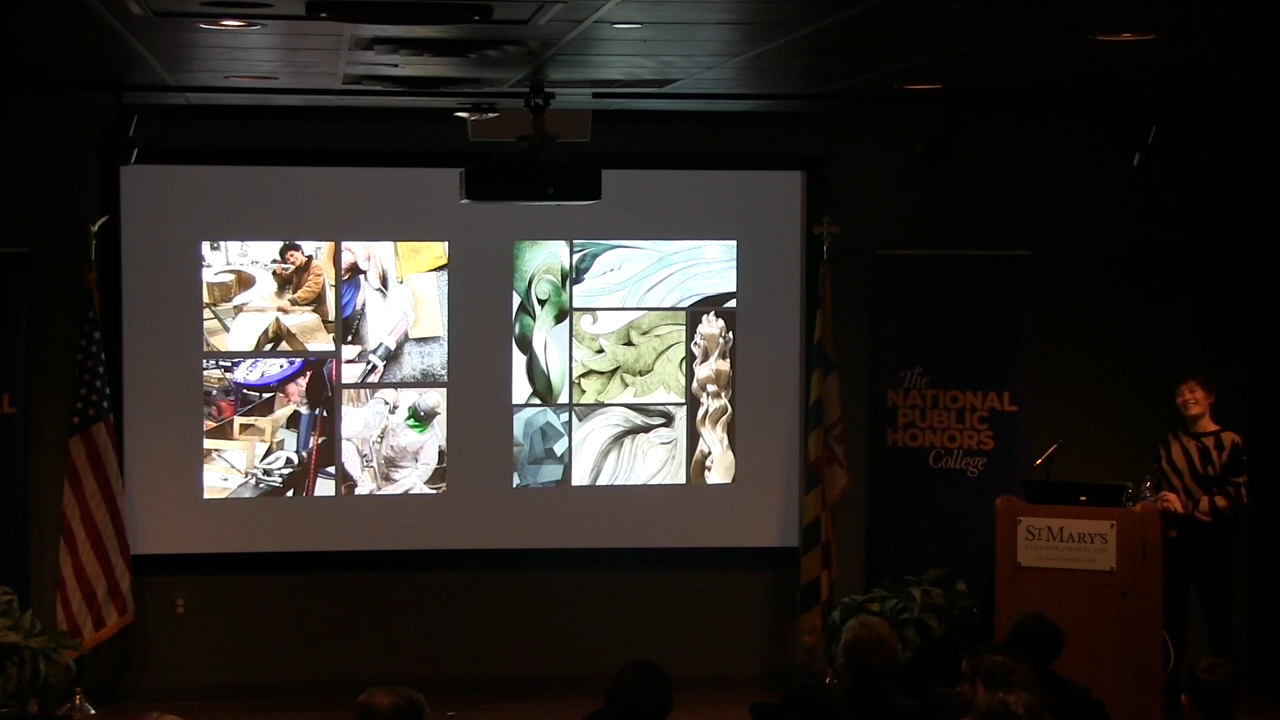 The
NATIONAL
PUBLIC
HONORS
College
ST MARY'S
COLLEGE of MARYLAND
L